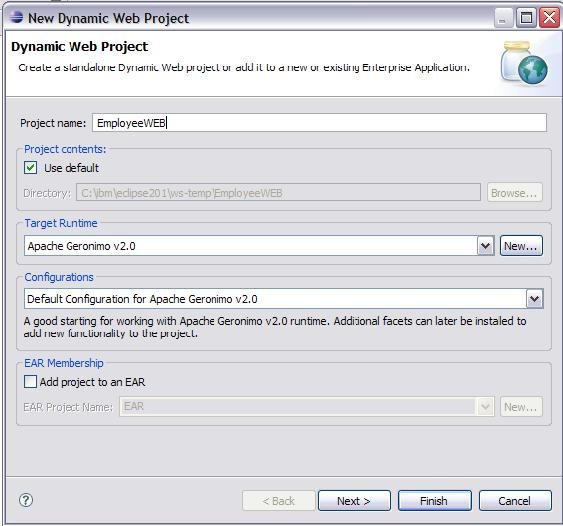 New Dynamic Web Project
Dynamic Web Project
Create a standalone Dynamic Web project or add it to a new or existing Enterprise Application.
Project name: EmployeeWEB
Project contents:
Use default
Directory: C:\ibm\eclipse201\ws-temp\EmployeeWEB Browse...
Target Runtime
Apache Geronimo v2.0 New...
Configurations
Default Configuration for Apache Geronimo v2.0
A good starting for working with Apache Geronimo v2.0 runtime. Additional facets can later be instaled to
add new functionality to the project.
EAR Membership
Add project to an EAR
EAR Project Name: EAR New...
? < Back Next > Finish Cancel